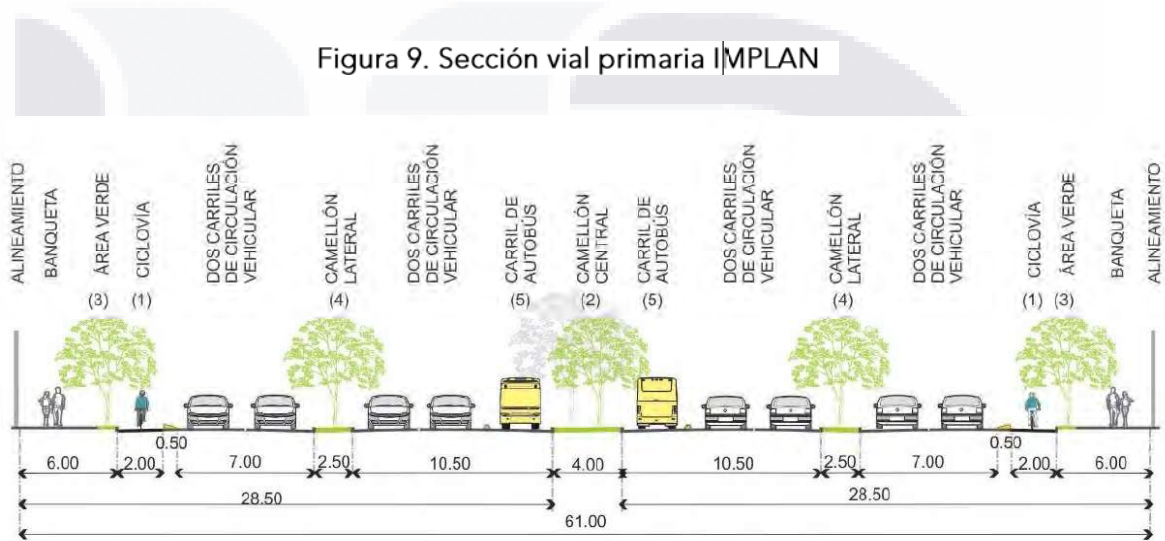 Figura 9. Sección vial primaria IMPLAN
ALINEAMIENTO
BANQUETA
ÁREA VERDE
(3)
CICLOVÍA
(1)
DOS CARRILES
DE CIRCULACIÓN
VEHICULAR
CAMELLÓN
LATERAL
(4)
DOS CARRILES
DE CIRCULACIÓN
VEHICULAR
CARRIL DE
AUTOBÚS
(5)
CAMELLÓN
CENTRAL
(2)
CARRIL DE
AUTOBÚS
(5)
DOS CARRILES
DE CIRCULACIÓN
VEHICULAR
CAMELLÓN
LATERAL
(4)
DOS CARRILES
DE CIRCULACIÓN
VEHICULAR
CICLOVÍA
(1)
ÁREA VERDE
(3)
BANQUETA
ALINEAMIENTO
0.50 0.50
6.00 2.00 7.00 2.50 10.50 4.00 10.50 2.50 7.00 2.00 6.00
28.50 28.50
61.00